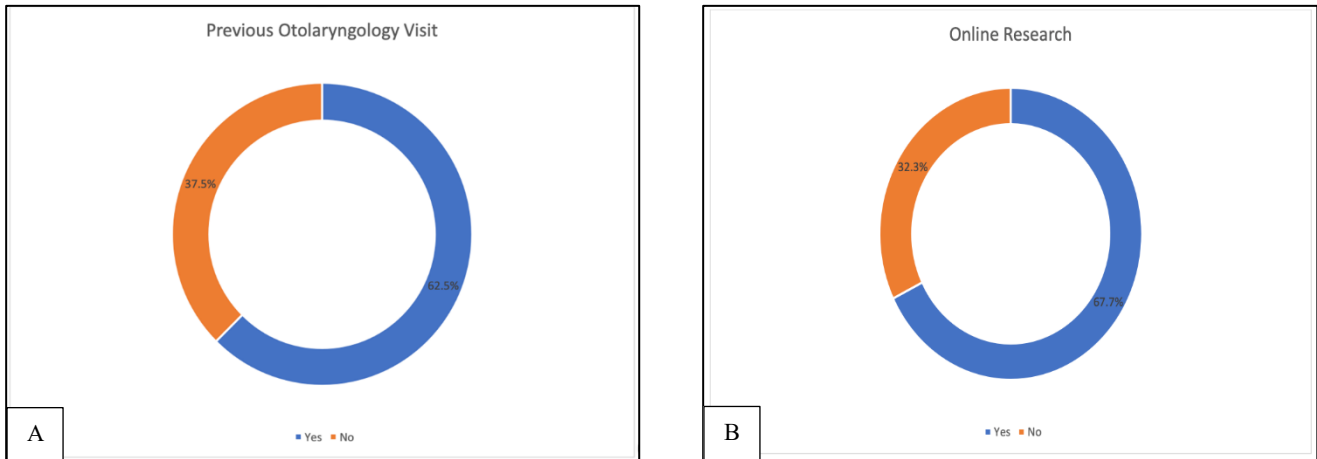 Previous Otolaryngology Visit
37.5%
62.5%
Yes No
A
Online Research
32.3%
67.7%
Yes No
B